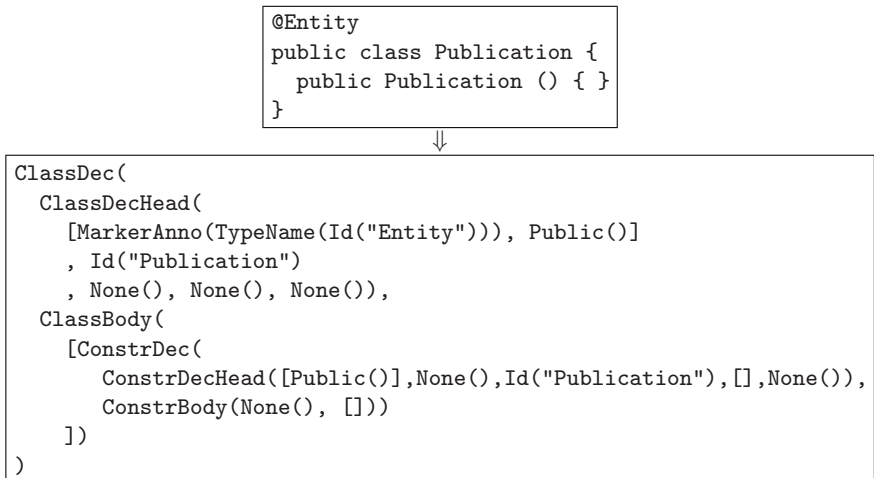 @Entity
public class Publication {
  public Publication () { }
}
⇓
ClassDec(
  ClassDecHead(
    [MarkerAnno(TypeName(Id("Entity"))), Public()]
    , Id("Publication")
    , None(), None(), None()),
  ClassBody(
    [ConstrDec(
       ConstrDecHead([Public()],None(),Id("Publication"),[],None()),
       ConstrBody(None(), []))
    ])
)